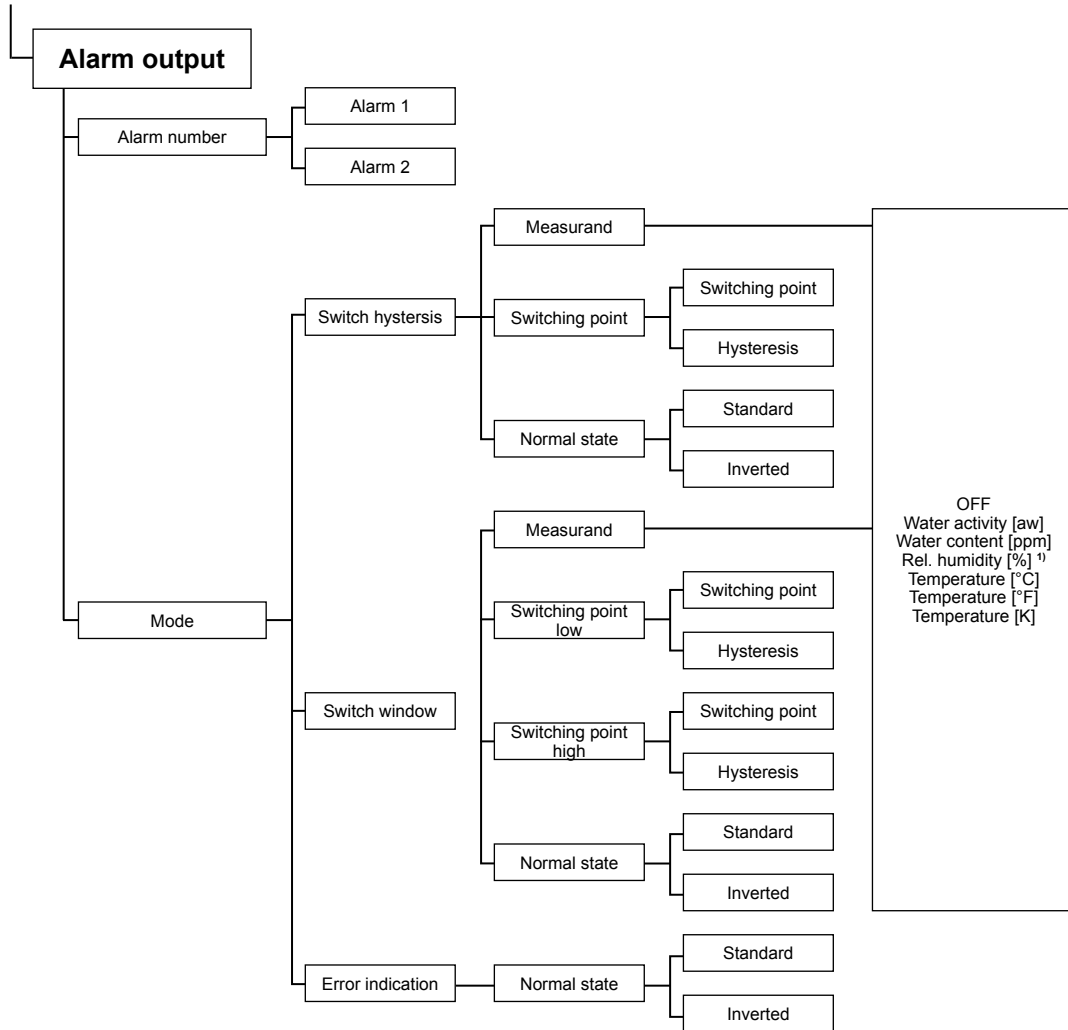 Alarm output
Alarm number
Alarm 1
Alarm 2
Mode
Switch hystersis
Measurand
Switching point
Switching point
Hysteresis
Normal state
Standard
Inverted
Switch window
Measurand
Switching point
low
Switching point
Hysteresis
Switching point
high
Switching point
Hysteresis
Normal state
Standard
Inverted
Error indication
Normal state
Standard
Inverted
OFF
Water activity [aw]
Water content [ppm]
Rel. humidity [%] ¹⁾
Temperature [°C]
Temperature [°F]
Temperature [K]